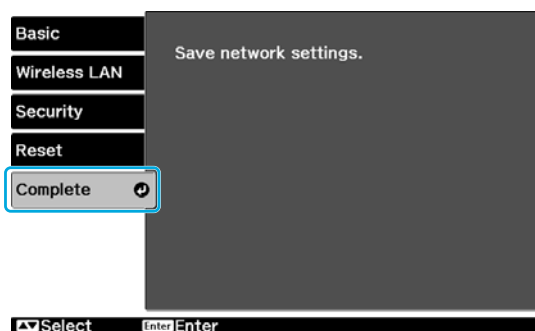 Basic
Save network settings.
Wireless LAN
Security
Reset
Complete
Select Enter Enter